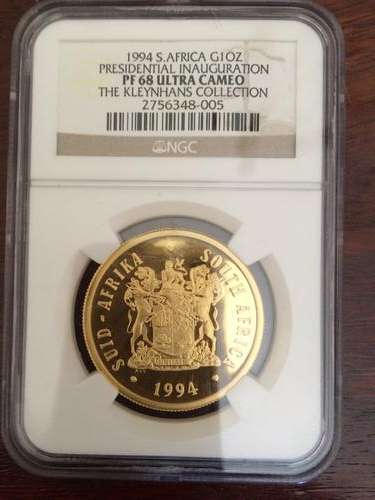 1994 S.AFRICA G1OZ
PRESIDENTIAL INAUGURATION
PF 68 ULTRA CAMEO
THE KLEYNHANS COLLECTION
2756348-005
NGC
SUID-AFRIKA SOUTH AFRICA
• 1994 •